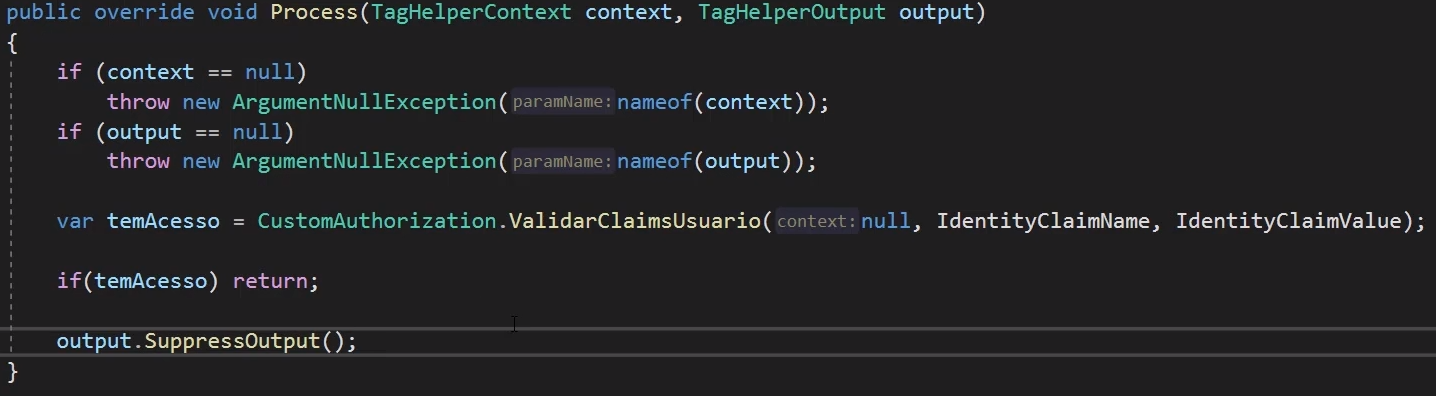 public override void Process(TagHelperContext context, TagHelperOutput output)
{
    if (context == null)
        throw new ArgumentNullException(paramName:nameof(context));
    if (output == null)
        throw new ArgumentNullException(paramName:nameof(output));
    var temAcesso = CustomAuthorization.ValidarClaimsUsuario(context:null, IdentityClaimName, IdentityClaimValue);
    if(temAcesso) return;
    output.SuppressOutput();
}